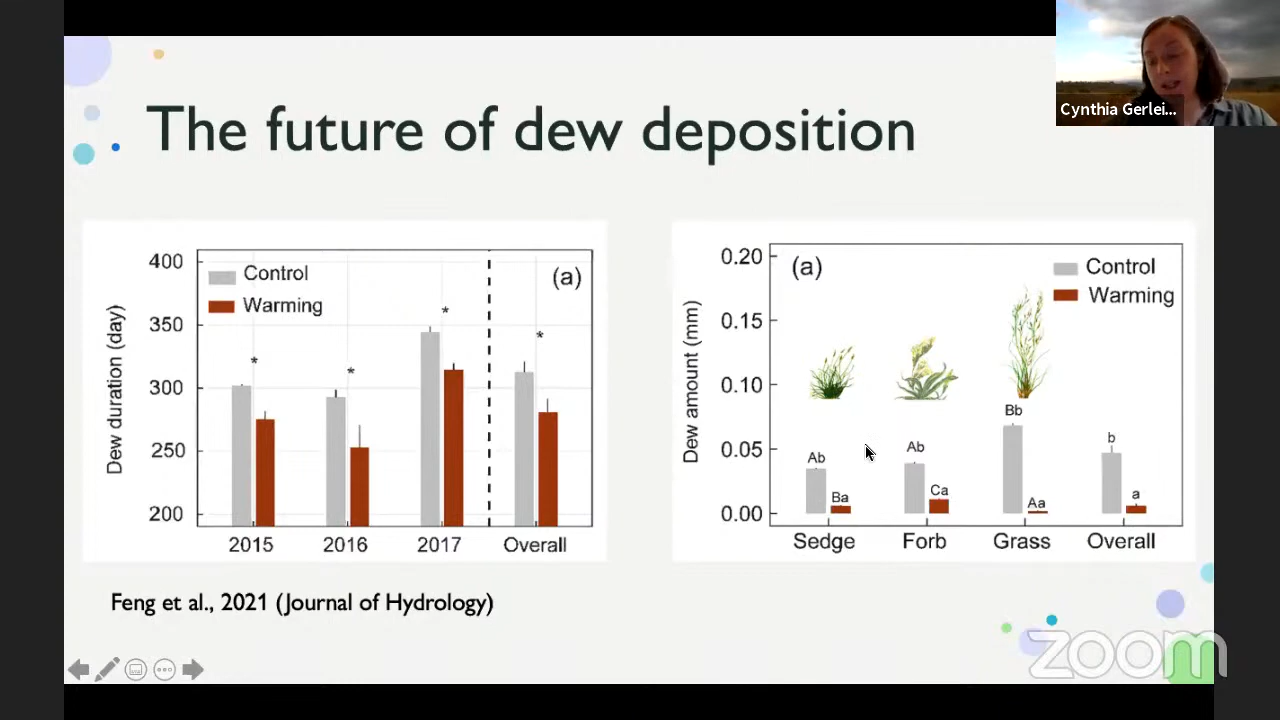 Cynthia Gerlei...
The future of dew deposition
400
350
300
250
200
Dew duration (day)
Control
Warming
(a)
*
*
*
*
2015
2016
2017
Overall
0.20
0.15
0.10
0.05
0.00
Dew amount (mm)
(a)
Control
Warming
Ab
Ba
Ab
Ca
Bb
Aa
b
a
Sedge
Forb
Grass
Overall
Feng et al., 2021 (Journal of Hydrology)
zoom